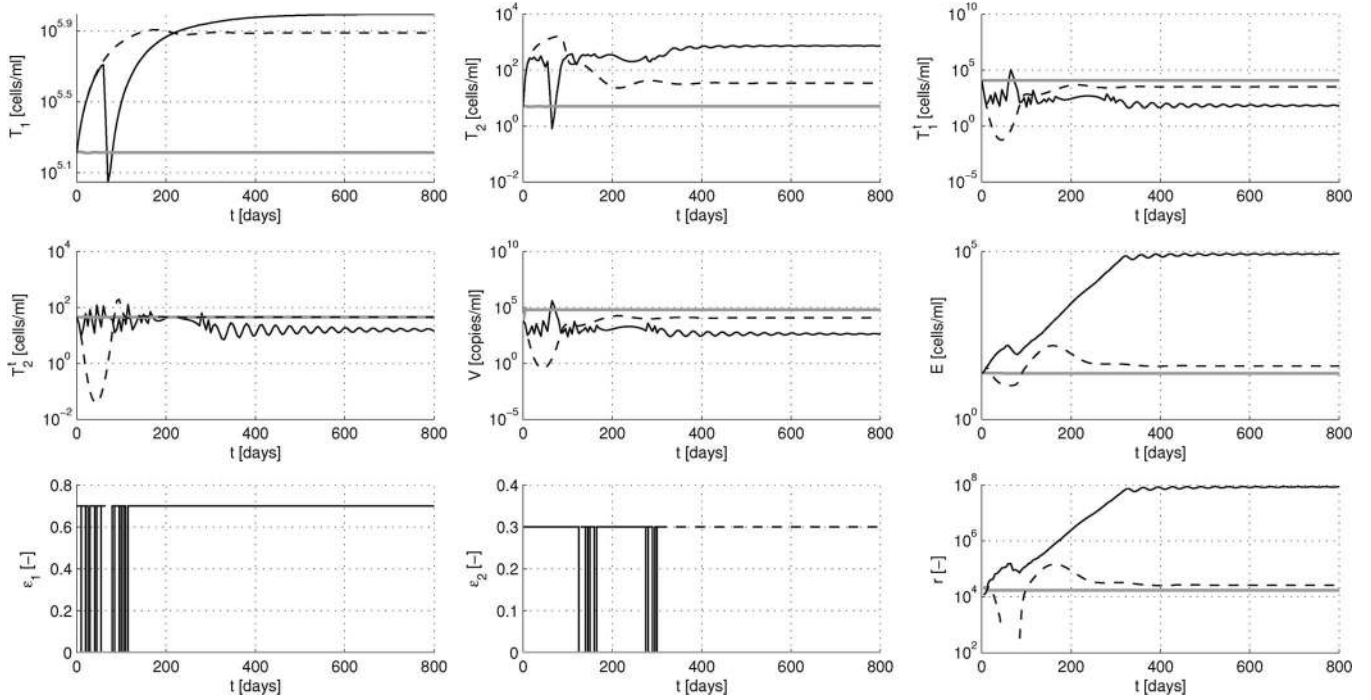 T₁ [cells/ml]
10^5.9
10^5.5
10^5.1
0 200 400 600 800
t [days]
T₂ [cells/ml]
10^4
10^2
10^0
10^-2
0 200 400 600 800
t [days]
T₁^t [cells/ml]
10^10
10^5
10^0
10^-5
0 200 400 600 800
t [days]
T₂^t [cells/ml]
10^4
10^2
10^0
10^-2
0 200 400 600 800
t [days]
V [copies/ml]
10^10
10^5
10^0
10^-5
0 200 400 600 800
t [days]
E [cells/ml]
10^5
10^0
0 200 400 600 800
t [days]
ε₁ [-]
0.8
0.6
0.4
0.2
0
0 200 400 600 800
t [days]
ε₂ [-]
0.4
0.3
0.2
0.1
0
0 200 400 600 800
t [days]
r [-]
10^8
10^6
10^4
10^2
0 200 400 600 800
t [days]